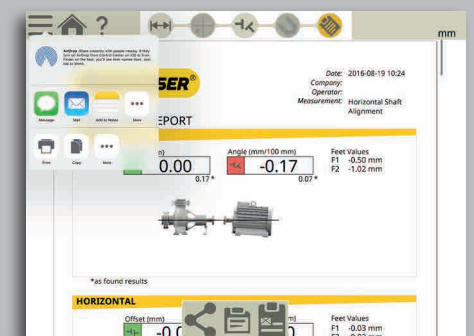 ?
mm
AirDrop. Share instantly with people nearby. If they
turn on AirDrop from Control Center on iOS or from
Finder on the Mac, you'll see their names here. Just
tap to Share.
Message
Mail
Add to Notes
More
Print
Copy
More
SER®
EPORT
Date: 2016-08-19 10:24
Company:
Operator:
Measurement: Horizontal Shaft
Alignment
Angle (mm/100 mm)
Feet Values
0.00
-0.17
F1 -0.50 mm
F2 -1.02 mm
0.17*
0.07*
*as found results
HORIZONTAL
Offset (mm)
Feet Values
F1 -0.03 mm